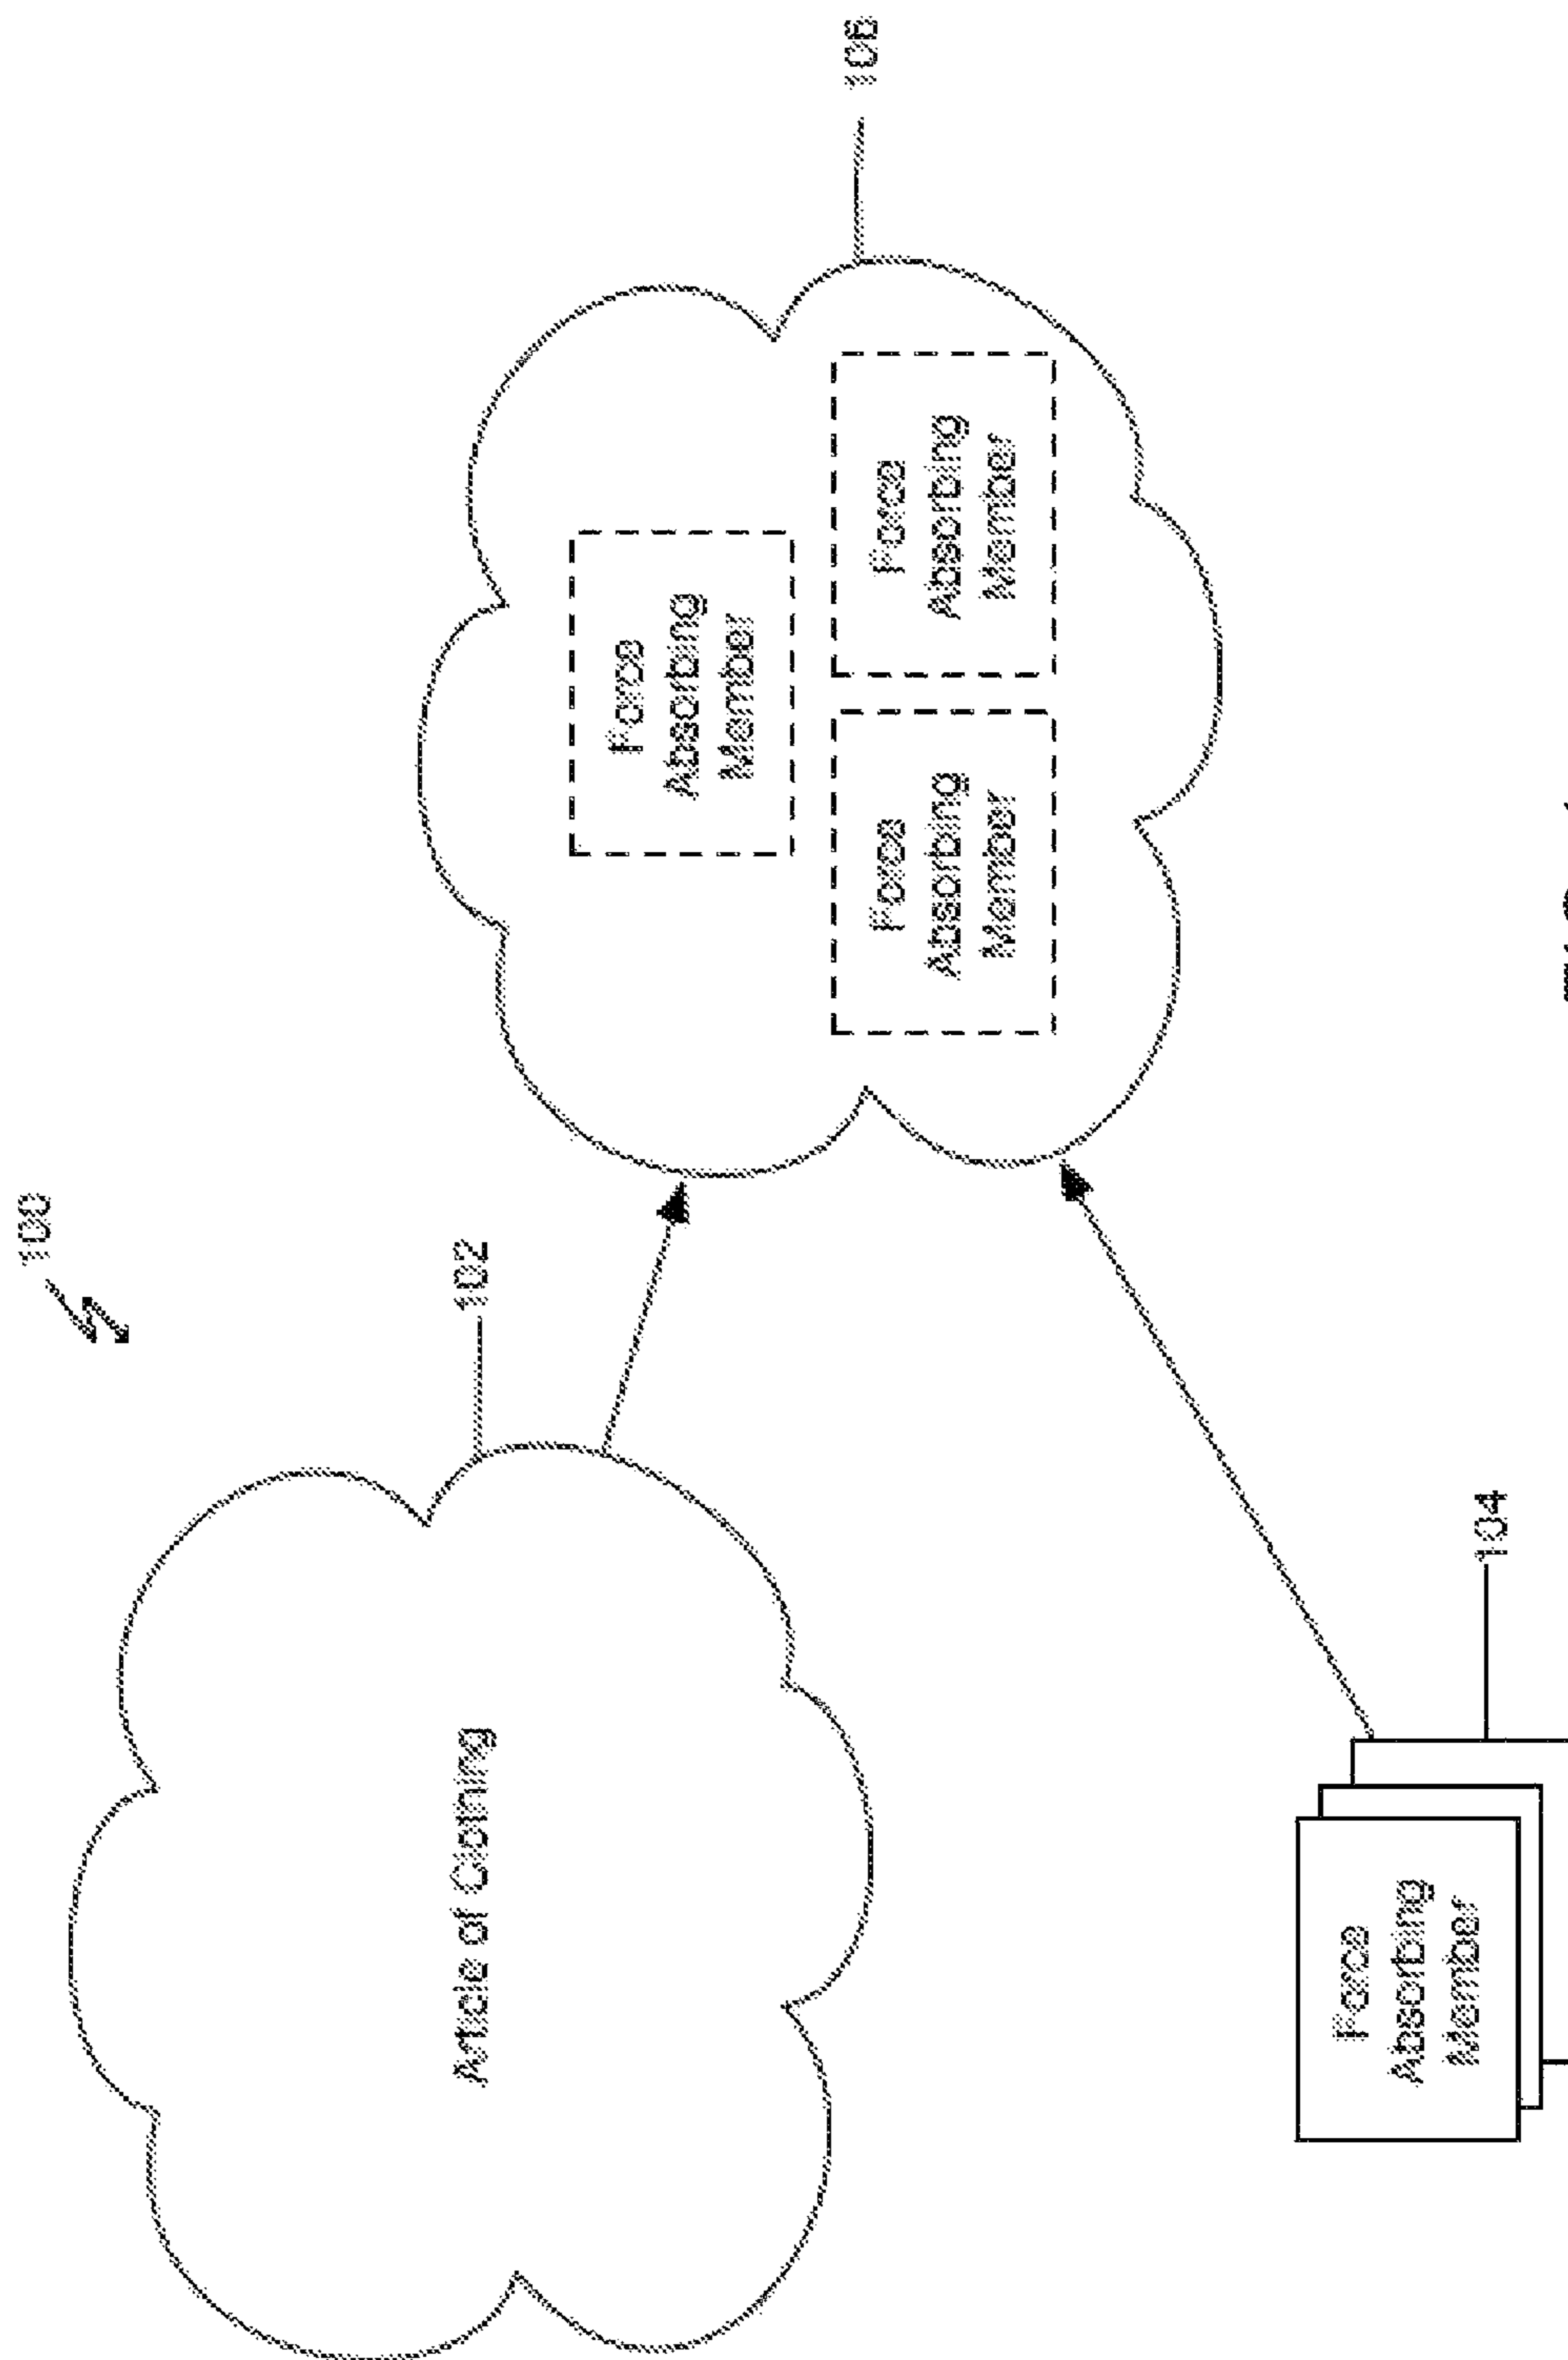 100
102
Article of Clothing
104
Force
Absorbing
Member
106
Force
Absorbing
Member
Force
Absorbing
Member
Force
Absorbing
Member